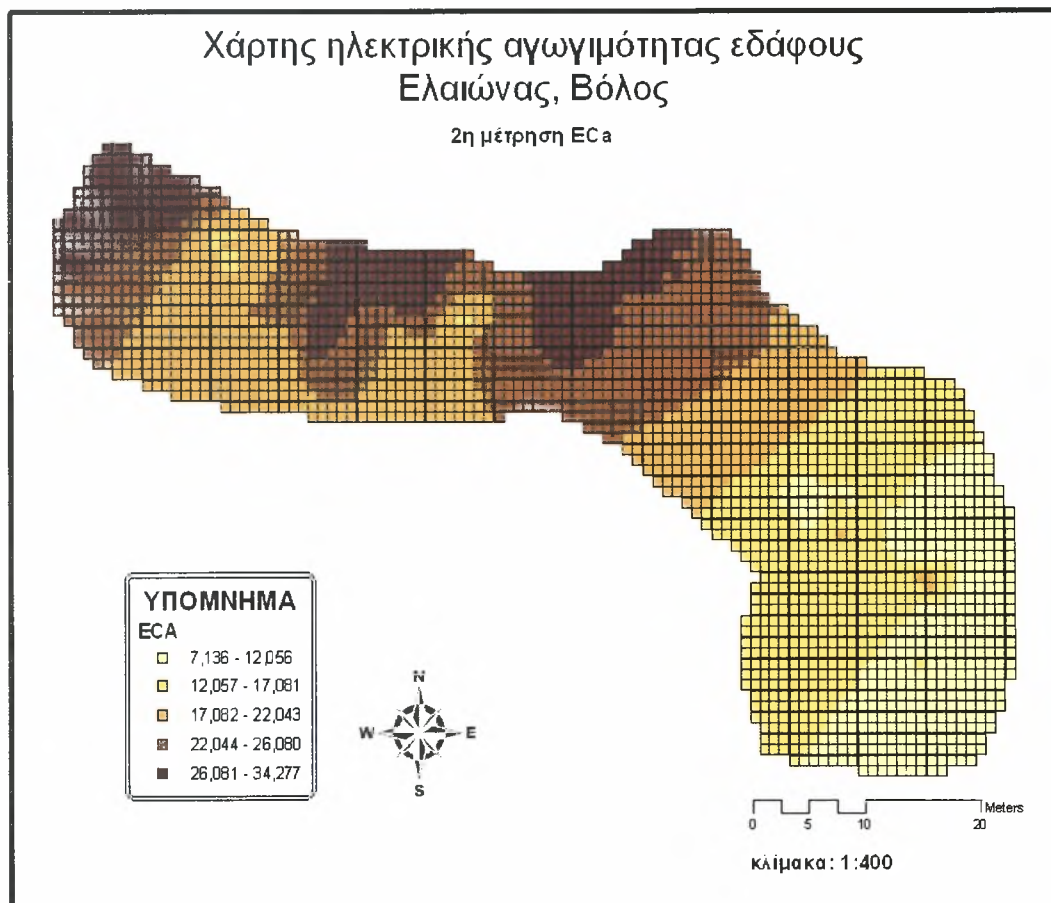 Χάρτης ηλεκτρικής αγωγιμότητας εδάφους
Ελαιώνας, Βόλος
2η μέτρηση ECa
ΥΠΟΜΝΗΜΑ
ECA
7,136 - 12,056
12,057 - 17,081
17,082 - 22,043
22,044 - 26,080
26,081 - 34,277
N
W E
S
Meters
0 5 10 20
κλίμακα: 1:400